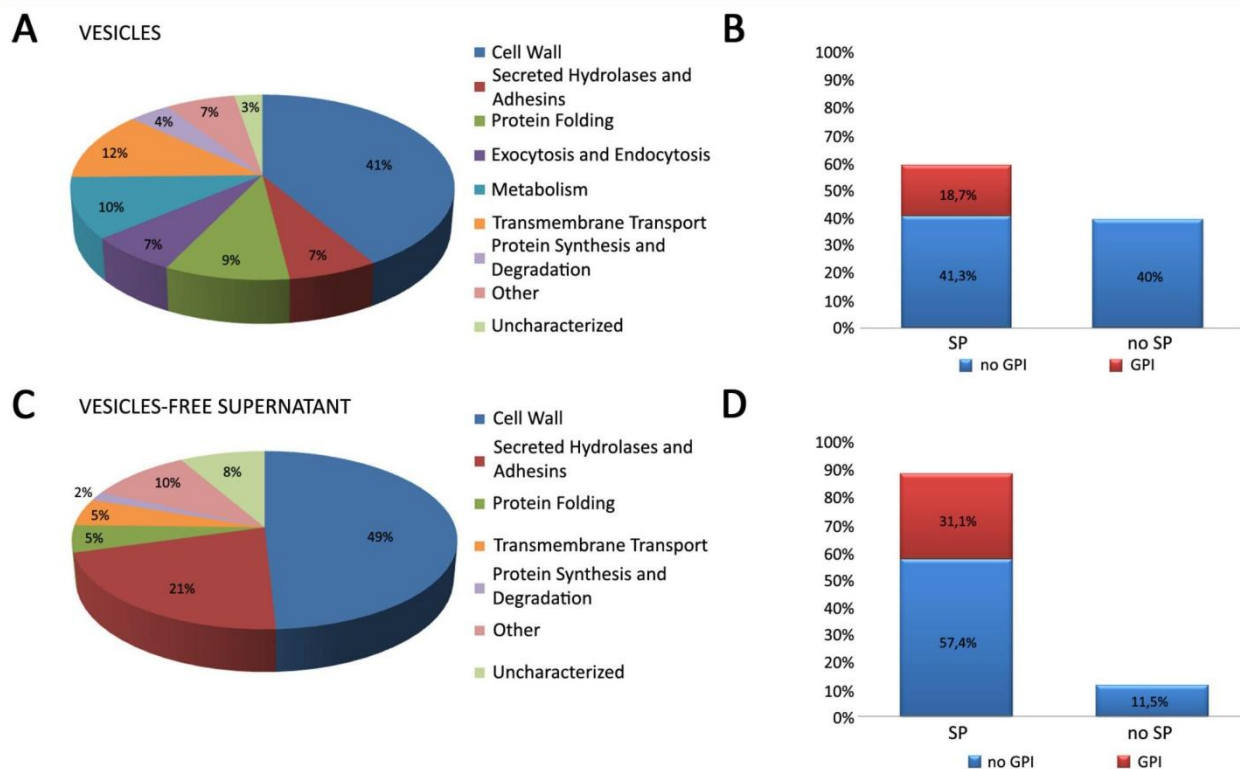 A VESICLES
41%
7%
9%
7%
10%
12%
4%
7%
3%
Cell Wall
Secreted Hydrolases and
Adhesins
Protein Folding
Exocytosis and Endocytosis
Metabolism
Transmembrane Transport
Protein Synthesis and
Degradation
Other
Uncharacterized
B
100%
90%
80%
70%
60%
50%
40%
30%
20%
10%
0%
18,7%
41,3%
40%
SP no SP
no GPI GPI
C VESICLES-FREE SUPERNATANT
49%
21%
5%
5%
2%
10%
8%
Cell Wall
Secreted Hydrolases and
Adhesins
Protein Folding
Transmembrane Transport
Protein Synthesis and
Degradation
Other
Uncharacterized
D
100%
90%
80%
70%
60%
50%
40%
30%
20%
10%
0%
31,1%
57,4%
11,5%
SP no SP
no GPI GPI